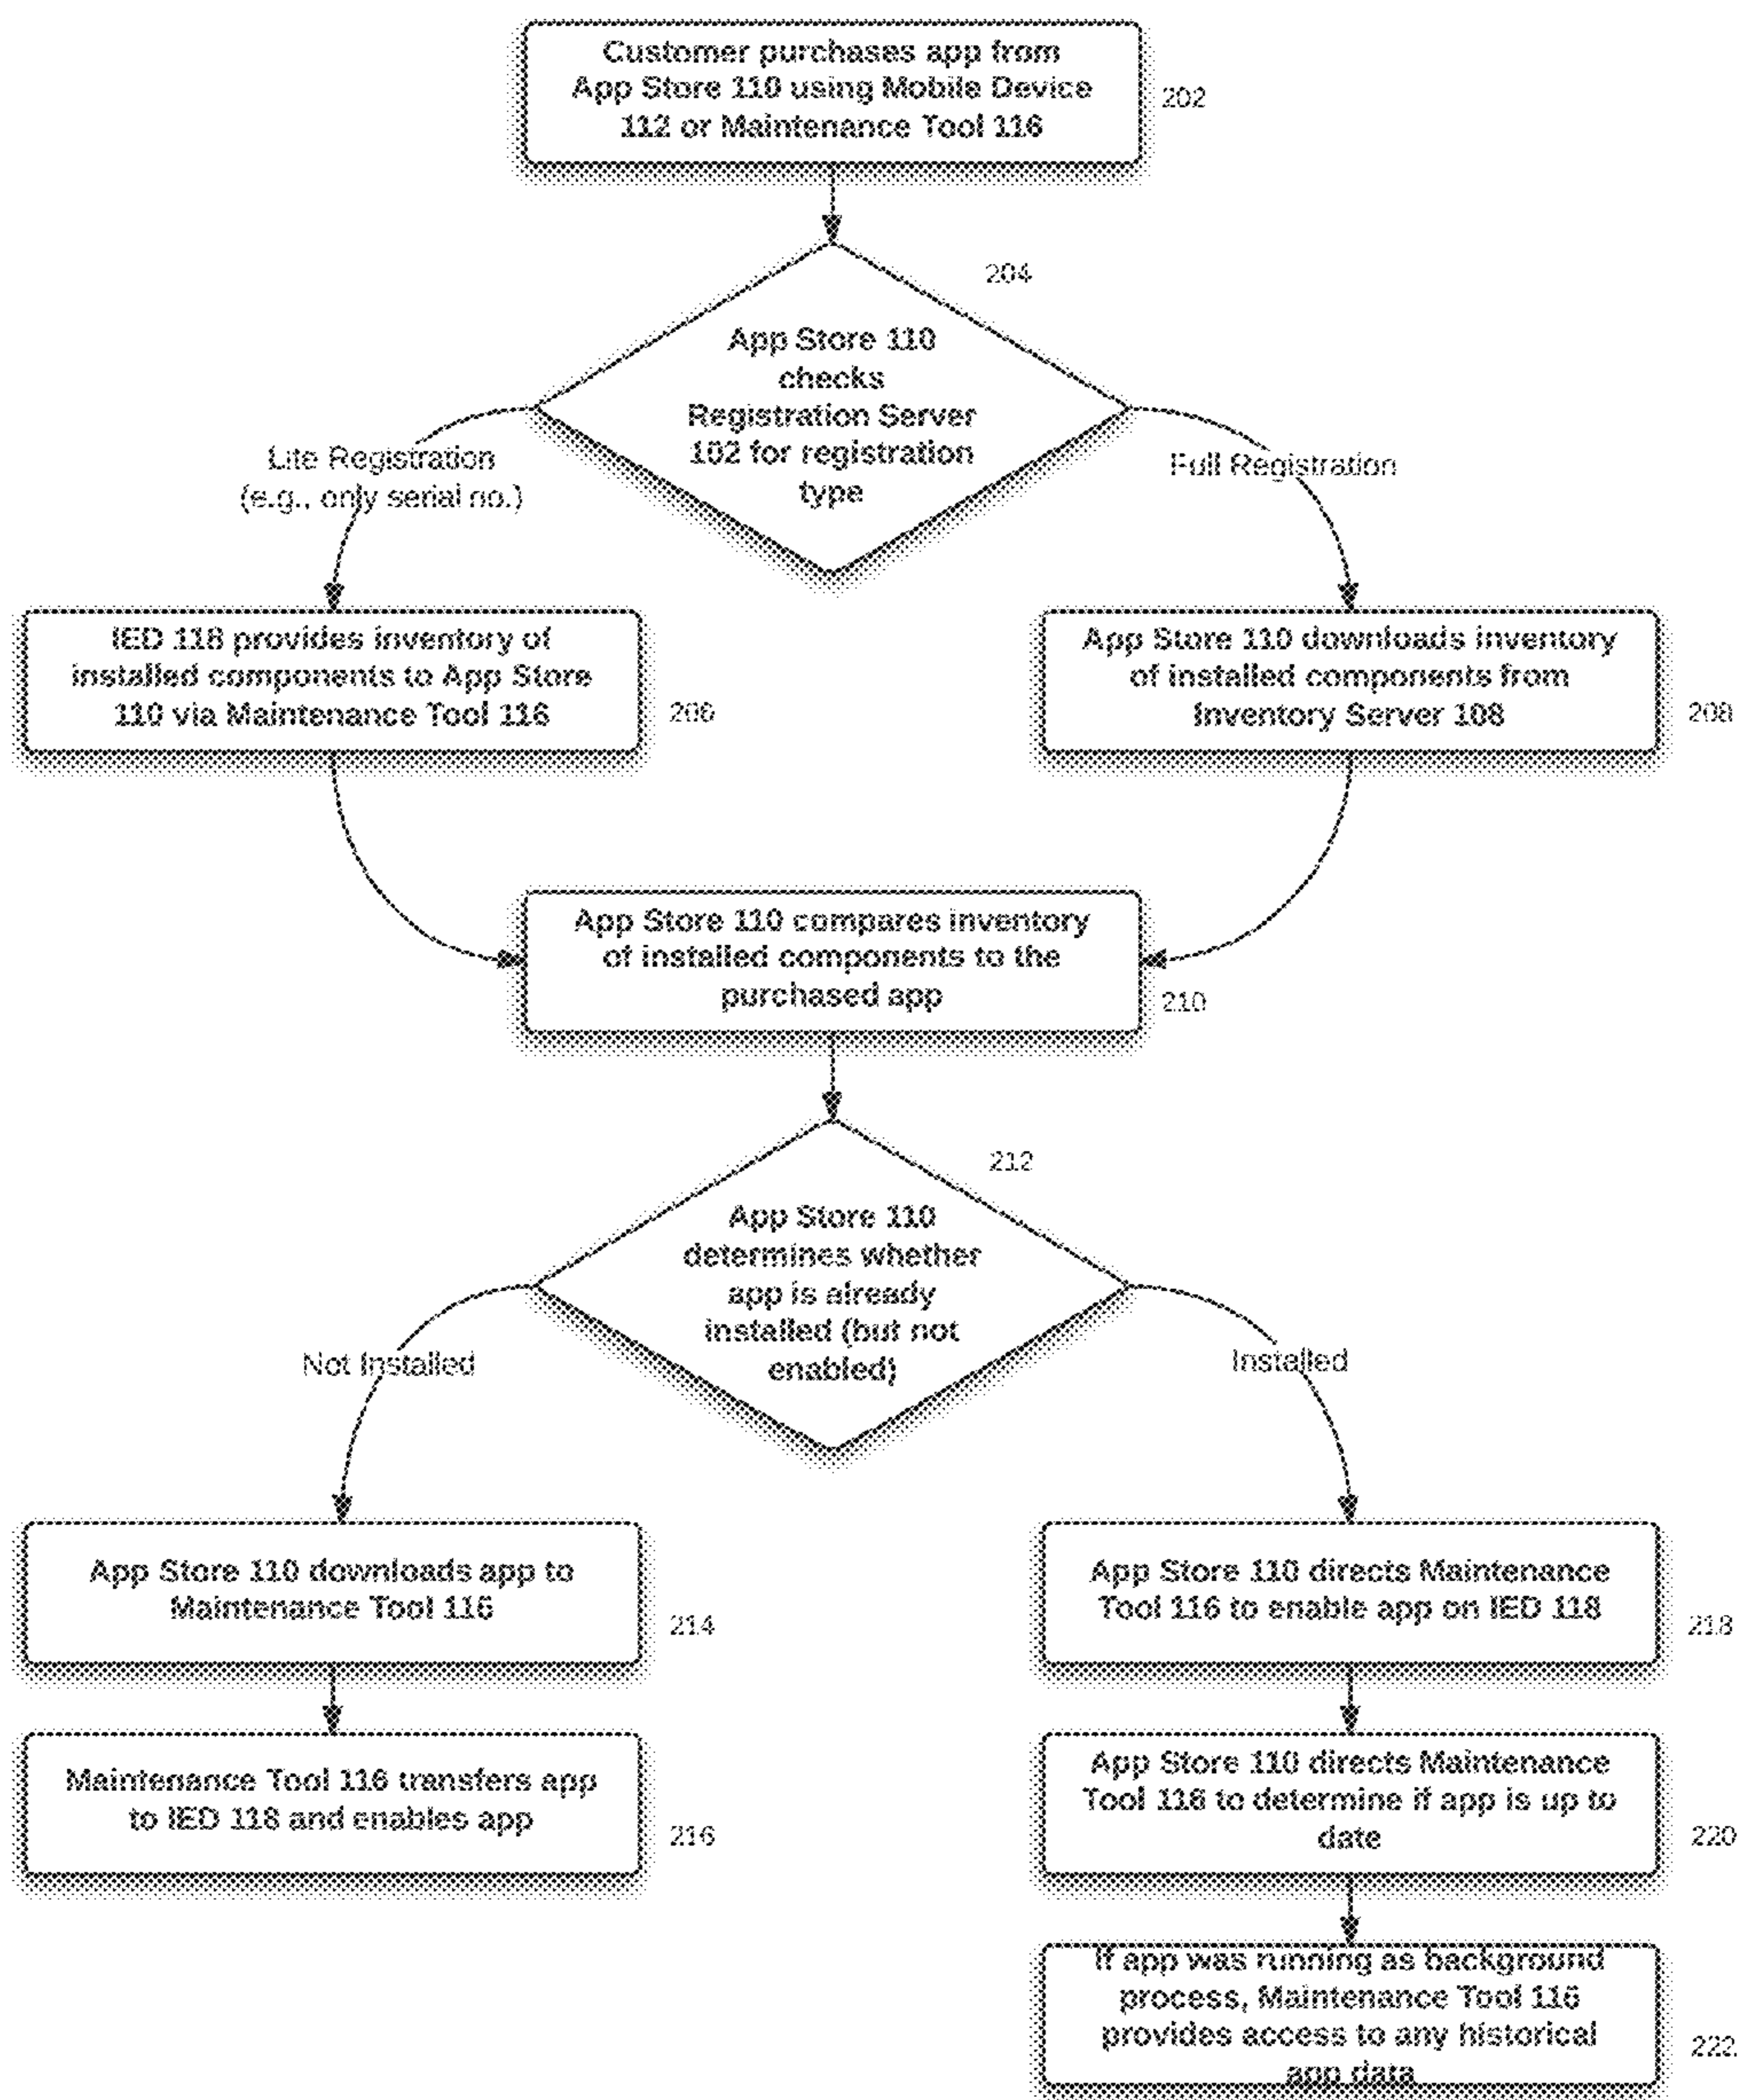 Customer purchases app from
App Store 110 using Mobile Device
112 or Maintenance Tool 116
202
204
App Store 110
checks
Registration Server
102 for registration
type
Lite Registration
(e.g., only serial no.)
Full Registration
IED 118 provides inventory of
installed components to App Store
110 via Maintenance Tool 116
206
App Store 110 downloads inventory
of installed components from
Inventory Server 108
208
App Store 110 compares inventory
of installed components to the
purchased app
210
212
App Store 110
determines whether
app is already
installed (but not
enabled)
Not Installed
Installed
App Store 110 downloads app to
Maintenance Tool 116
214
App Store 110 directs Maintenance
Tool 116 to enable app on IED 118
218
Maintenance Tool 116 transfers app
to IED 118 and enables app
216
App Store 110 directs Maintenance
Tool 116 to determine if app is up to
date
220
If app was running as background
process, Maintenance Tool 116
provides access to any historical
app data
222